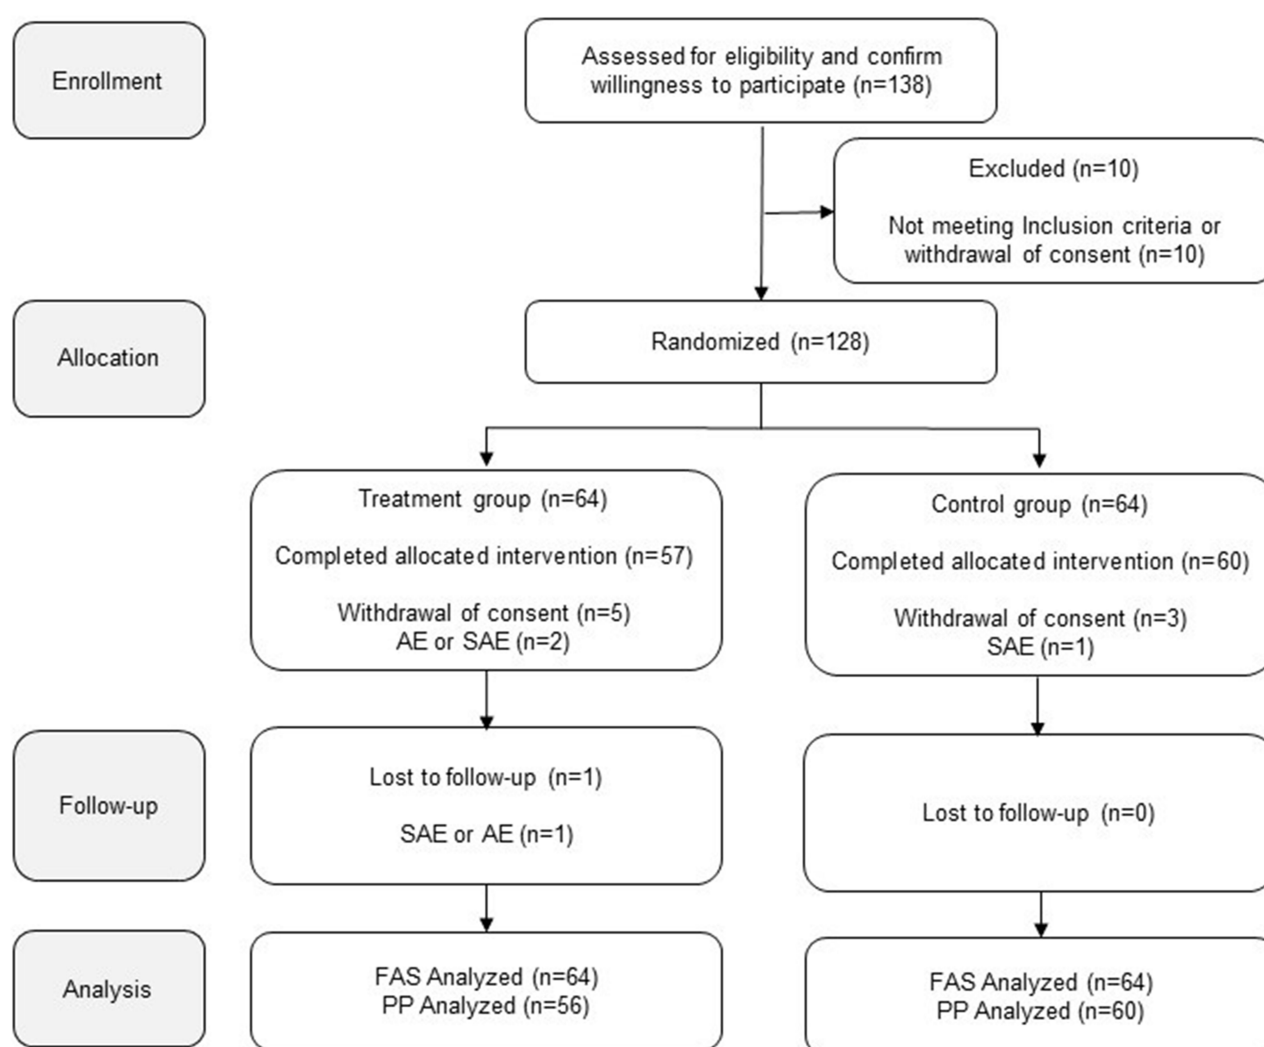 Enrollment
Assessed for eligibility and confirm
willingness to participate (n=138)
Excluded (n=10)
Not meeting Inclusion criteria or
withdrawal of consent (n=10)
Allocation
Randomized (n=128)
Treatment group (n=64)
Completed allocated intervention (n=57)
Withdrawal of consent (n=5)
AE or SAE (n=2)
Control group (n=64)
Completed allocated intervention (n=60)
Withdrawal of consent (n=3)
SAE (n=1)
Follow-up
Lost to follow-up (n=1)
SAE or AE (n=1)
Lost to follow-up (n=0)
Analysis
FAS Analyzed (n=64)
PP Analyzed (n=56)
FAS Analyzed (n=64)
PP Analyzed (n=60)